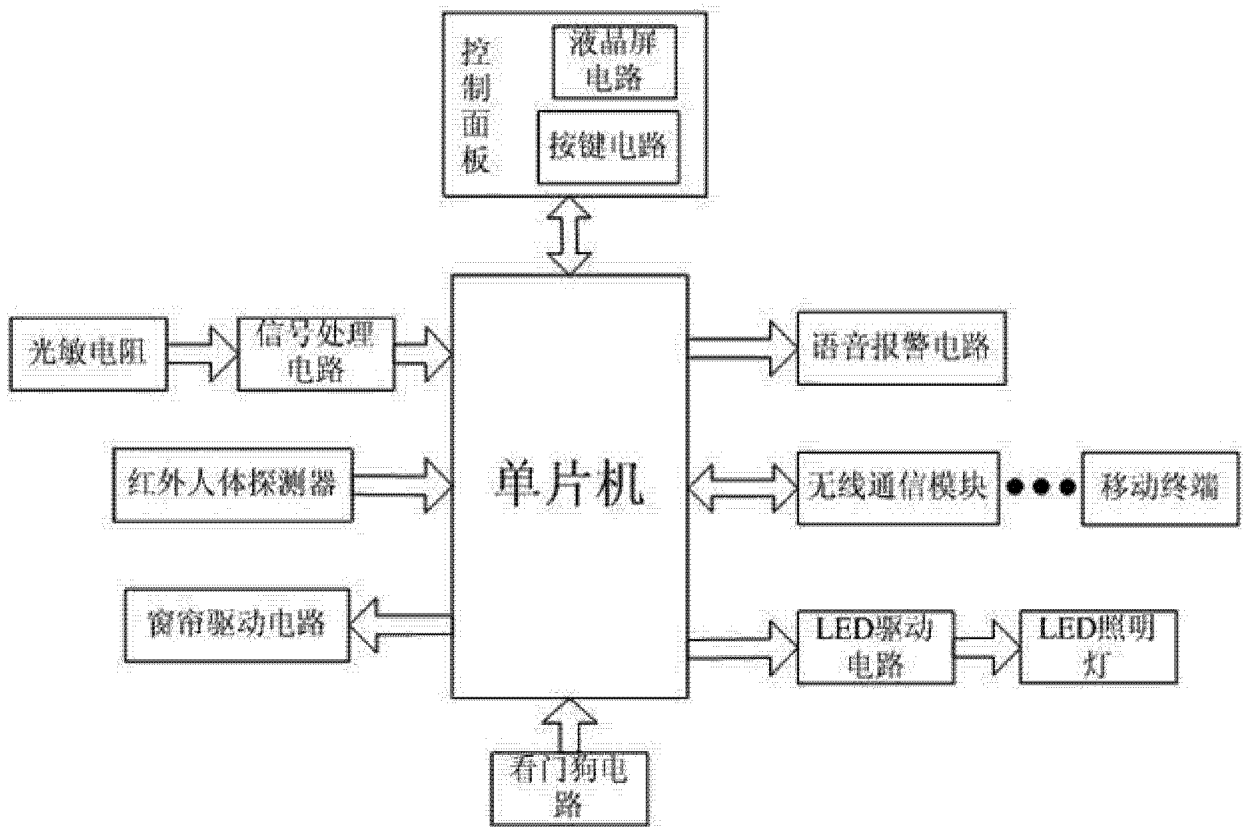 控
制
面
板
液晶屏
电路
按键电路
光敏电阻
信号处理
电路
语音报警电路
红外人体探测器
单片机
无线通信模块
移动终端
窗帘驱动电路
LED驱动
电路
LED照明
灯
看门狗电
路